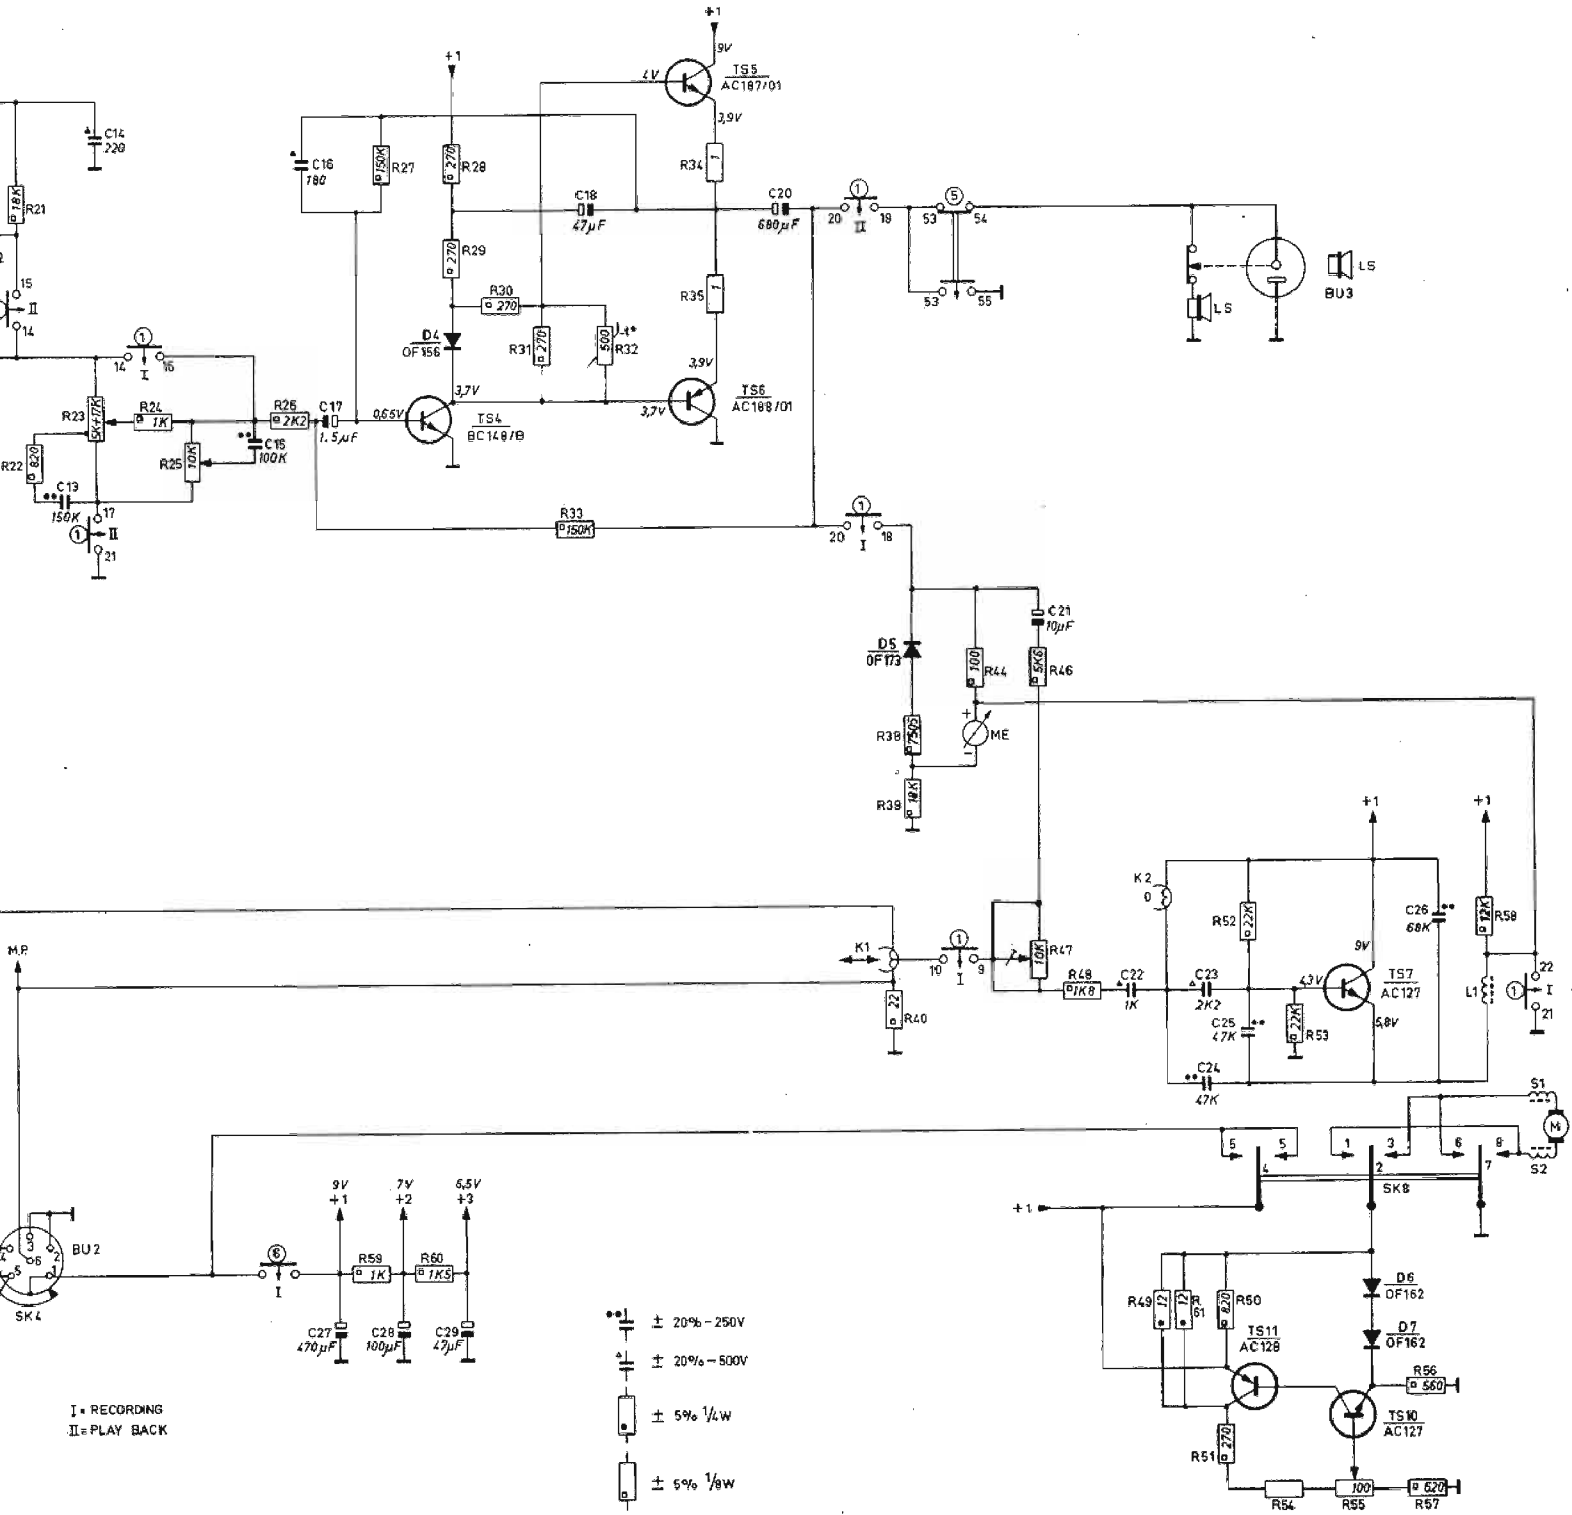 +1
9V
TS5
AC187/01
4V
3,9V
+1
C14
220
C16
180
150K
R27
270
R28
R34
1
18K
R21
C18
47µF
C20
680µF
1
20
19
II
5
53
54
53
55
LS
LS
BU3
270
R29
R30
270
R35
1
15
II
14
D4
OF156
R31
270
500
R32
3,9V
TS6
AC188/01
3,7V
3,7V
1
14
16
I
R23
5K+17K
R24
1K
R26
2K2
C17
1.5µF
0,65V
TS4
BC148/B
R22
820
R25
10K
C15
100K
C13
150K
17
1
II
21
R33
150K
1
20
18
I
C21
10µF
D5
OF173
100
R44
5K6
R46
R38
750S
+
ME
-
R39
18K
+1
+1
K2
0
R52
22K
C26
68K
12K
R58
M.P.
K1
1
10
9
I
R47
10K
9V
TS7
AC127
4,3V
5,8V
22
1
I
21
L1
R48
1K8
C22
1K
C23
2K2
C25
47K
22K
R53
22
R40
C24
47K
S1
M
S2
5
5
4
1
3
2
6
8
7
SK8
+1
9V
+1
7V
+2
6,5V
+3
BU2
4
3
2
6
5
1
SK4
6
I
R59
1K
R60
1K5
C27
470µF
C28
100µF
C29
47µF
± 20%-250V
± 20%-500V
± 5% 1/4W
± 5% 1/8W
I = RECORDING
II = PLAY BACK
R49
12
12
R
61
820
R50
D6
OF162
D7
OF162
TS11
AC128
R56
560
TS10
AC127
R51
270
R54
100
R55
620
R57